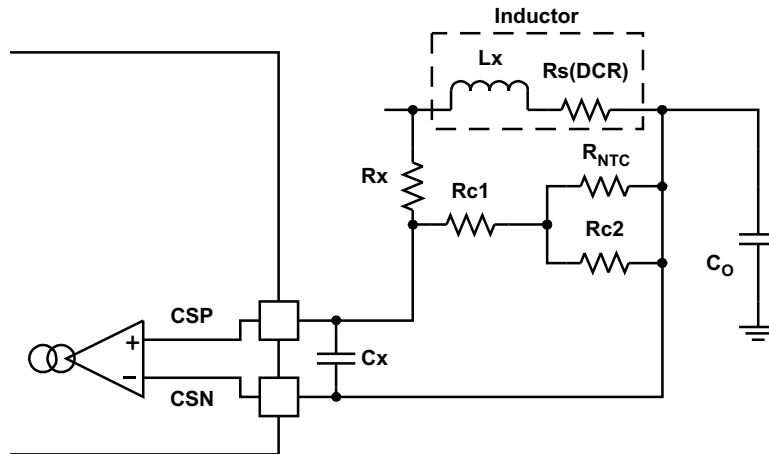 Inductor
Lx
Rs(DCR)
RNTC
Rx
Rc1
Rc2
CO
CSP
+
Cx
−
CSN